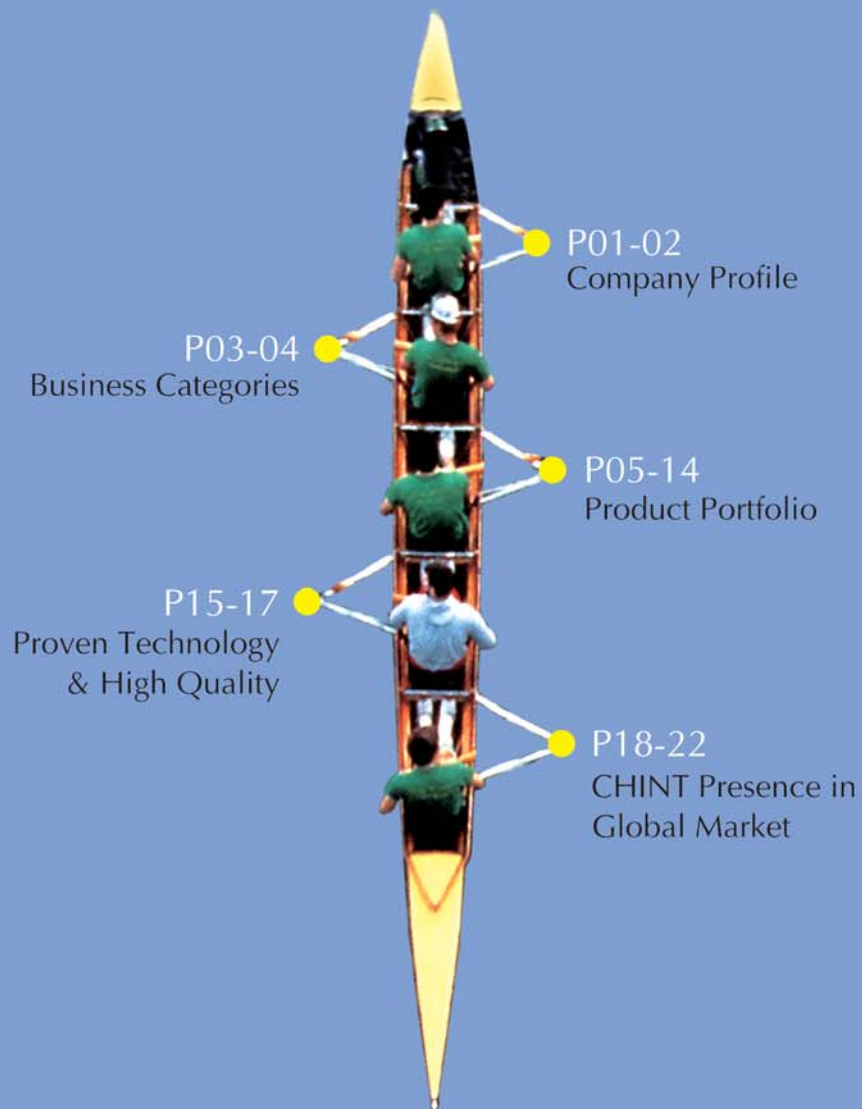 P01-02
Company Profile
P03-04
Business Categories
P05-14
Product Portfolio
P15-17
Proven Technology
& High Quality
P18-22
CHINT Presence in
Global Market